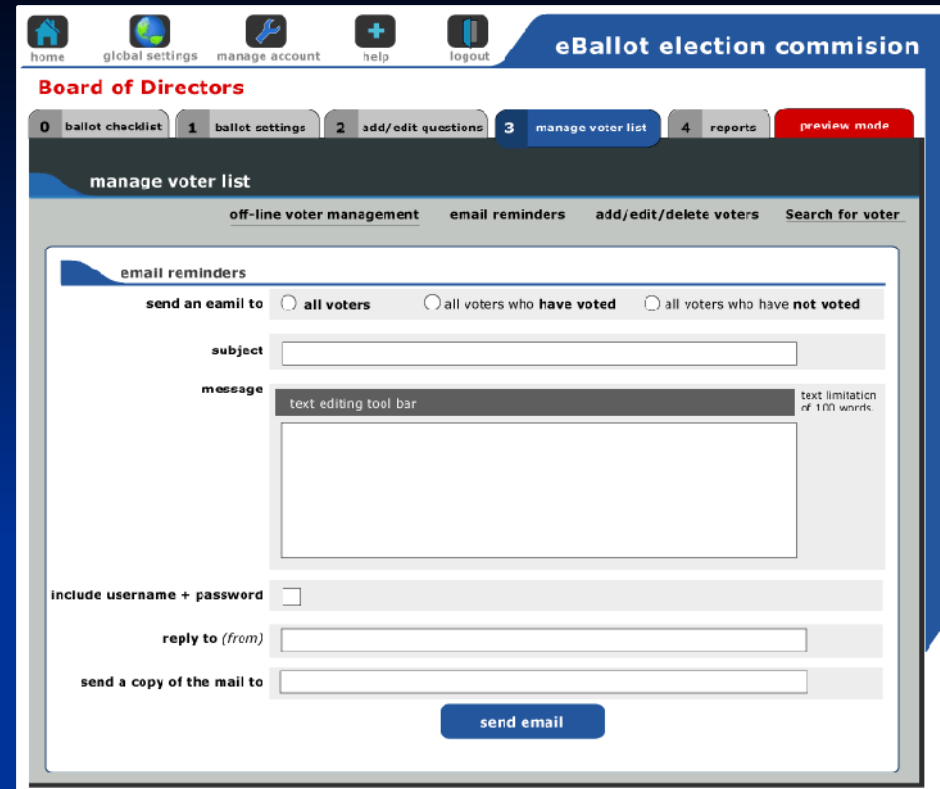 home global settings manage account help logout eBallot election commision
Board of Directors
0 ballot checklist 1 ballot settings 2 add/edit questions 3 manage voter list 4 reports preview mode
manage voter list
off-line voter management email reminders add/edit/delete voters Search for voter
email reminders
send an eamil to all voters all voters who have voted all voters who have not voted
subject
message
text editing tool bar
text limitation
of 100 words.
include username + password
reply to (from)
send a copy of the mail to
send email